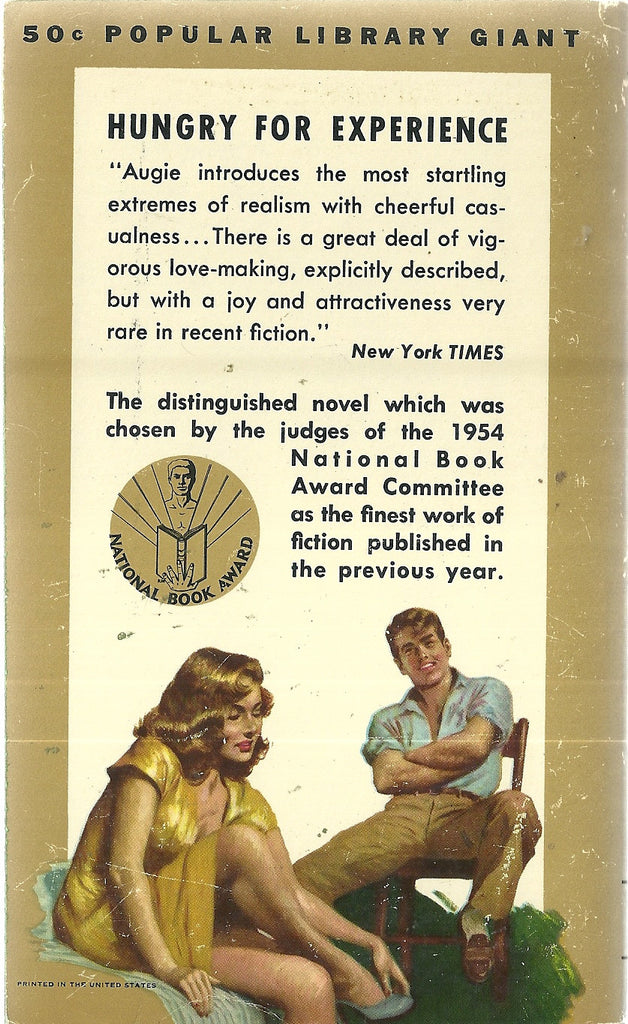 50c POPULAR LIBRARY GIANT
HUNGRY FOR EXPERIENCE
"Augie introduces the most startling
extremes of realism with cheerful cas-
ualness...There is a great deal of vig-
orous love-making, explicitly described,
but with a joy and attractiveness very
rare in recent fiction."
New York TIMES
The distinguished novel which was
chosen by the judges of the 1954
National Book
Award Committee
as the finest work of
fiction published in
the previous year.
NATIONAL BOOK AWARD
PRINTED IN THE UNITED STATES